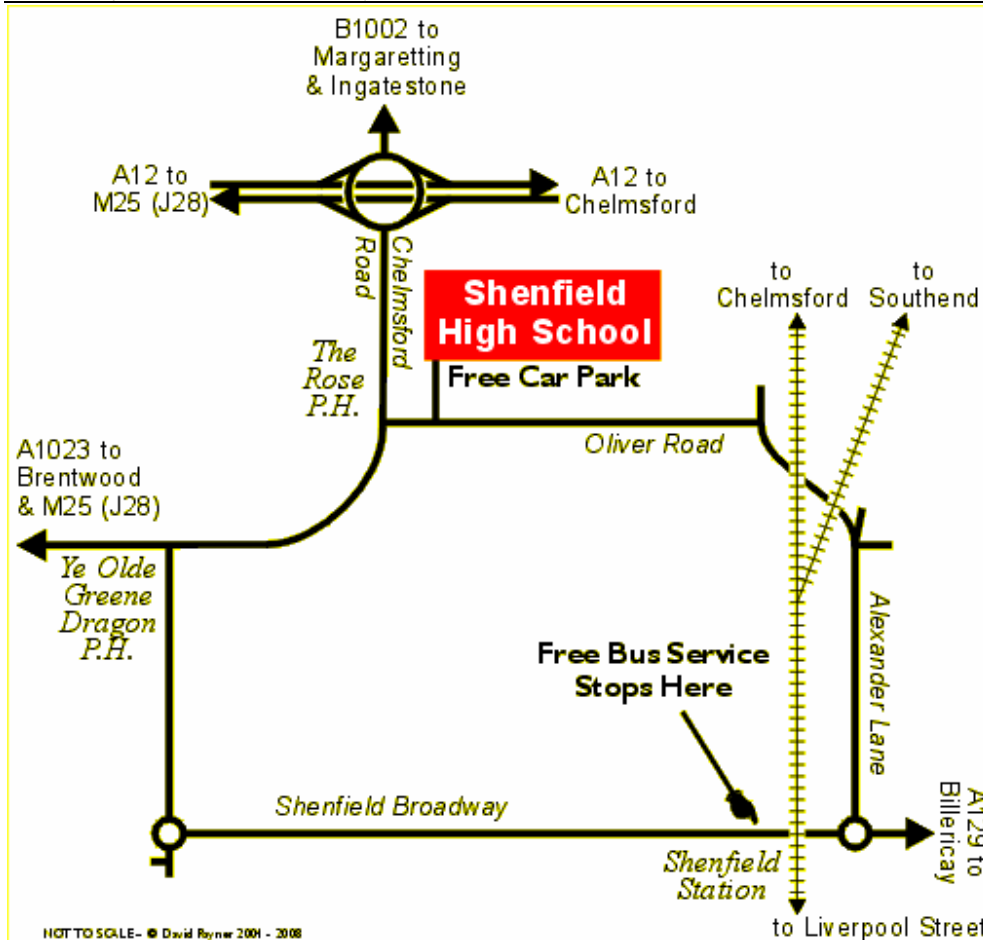 B1002 to
Margaretting
& Ingatestone
A12 to
M25 (J28)
A12 to
Chelmsford
Chelmsford
Road
Shenfield
High School
Free Car Park
to
Chelmsford
to
Southend
The
Rose
P.H.
Oliver Road
A1023 to
Brentwood
& M25 (J28)
Ye Olde
Greene
Dragon
P.H.
Free Bus Service
Stops Here
Alexander Lane
Shenfield Broadway
Shenfield
Station
A129 to
Billericay
to Liverpool Street
NOT TO SCALE - © David Rayner 2004 - 2008